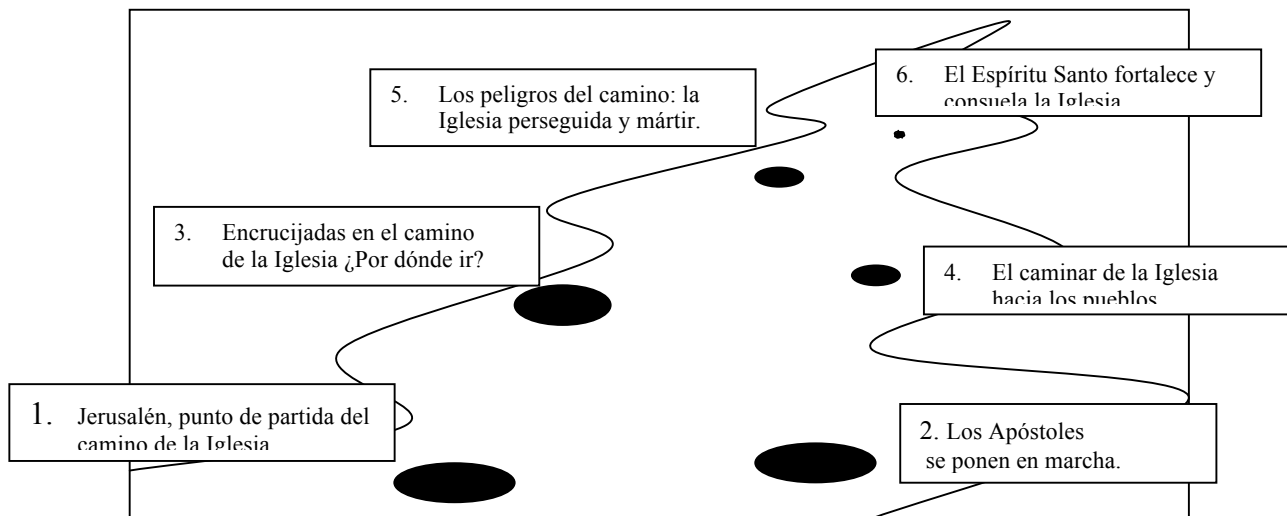 5. Los peligros del camino: la
Iglesia perseguida y mártir.
6. El Espíritu Santo fortalece y
consuela la Iglesia
3. Encrucijadas en el camino
de la Iglesia ¿Por dónde ir?
4. El caminar de la Iglesia
hacia los pueblos
1. Jerusalén, punto de partida del
camino de la Iglesia
2. Los Apóstoles
se ponen en marcha.